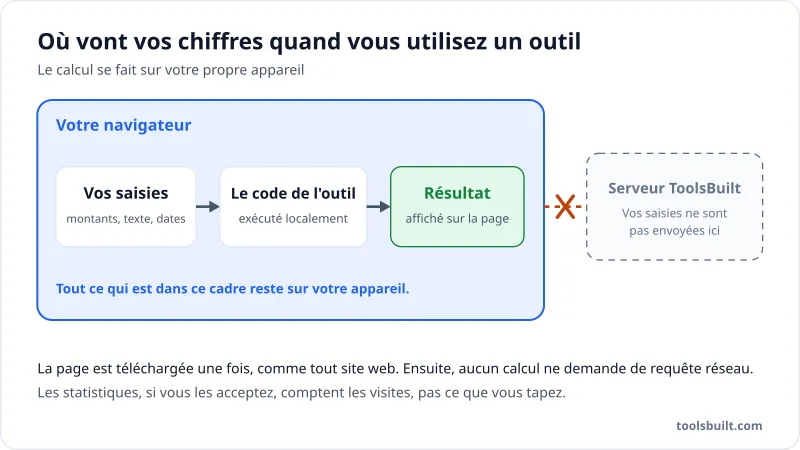 Où vont vos chiffres quand vous utilisez un outil
Le calcul se fait sur votre propre appareil
Votre navigateur
Vos saisies
montants, texte, dates
Le code de l'outil
exécuté localement
Résultat
affiché sur la page
Serveur ToolsBuilt
Vos saisies ne sont
pas envoyées ici
Tout ce qui est dans ce cadre reste sur votre appareil.
La page est téléchargée une fois, comme tout site web. Ensuite, aucun calcul ne demande de requête réseau.
Les statistiques, si vous les acceptez, comptent les visites, pas ce que vous tapez.
toolsbuilt.com